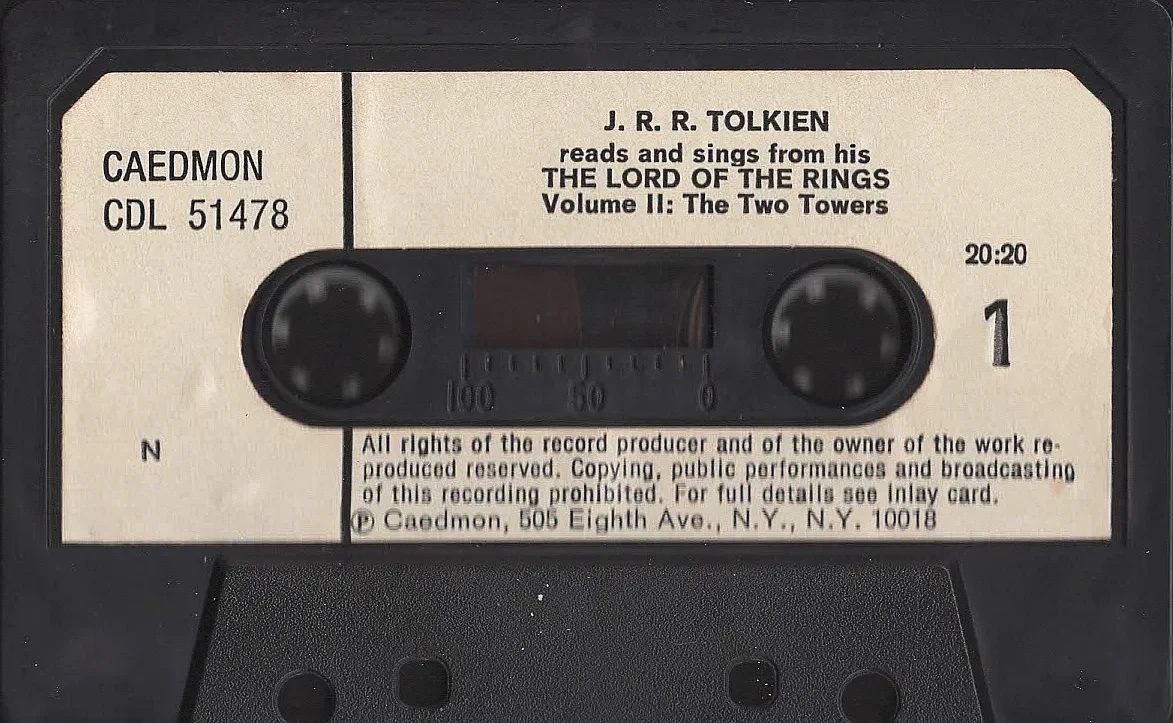 CAEDMON
CDL 51478
N
J. R. R. TOLKIEN
reads and sings from his
THE LORD OF THE RINGS
Volume II: The Two Towers
20:20
1
100 50 0
All rights of the record producer and of the owner of the work re-
produced reserved. Copying, public performances and broadcasting
of this recording prohibited. For full details see inlay card.
Ⓟ Caedmon, 505 Eighth Ave., N.Y., N.Y. 10018